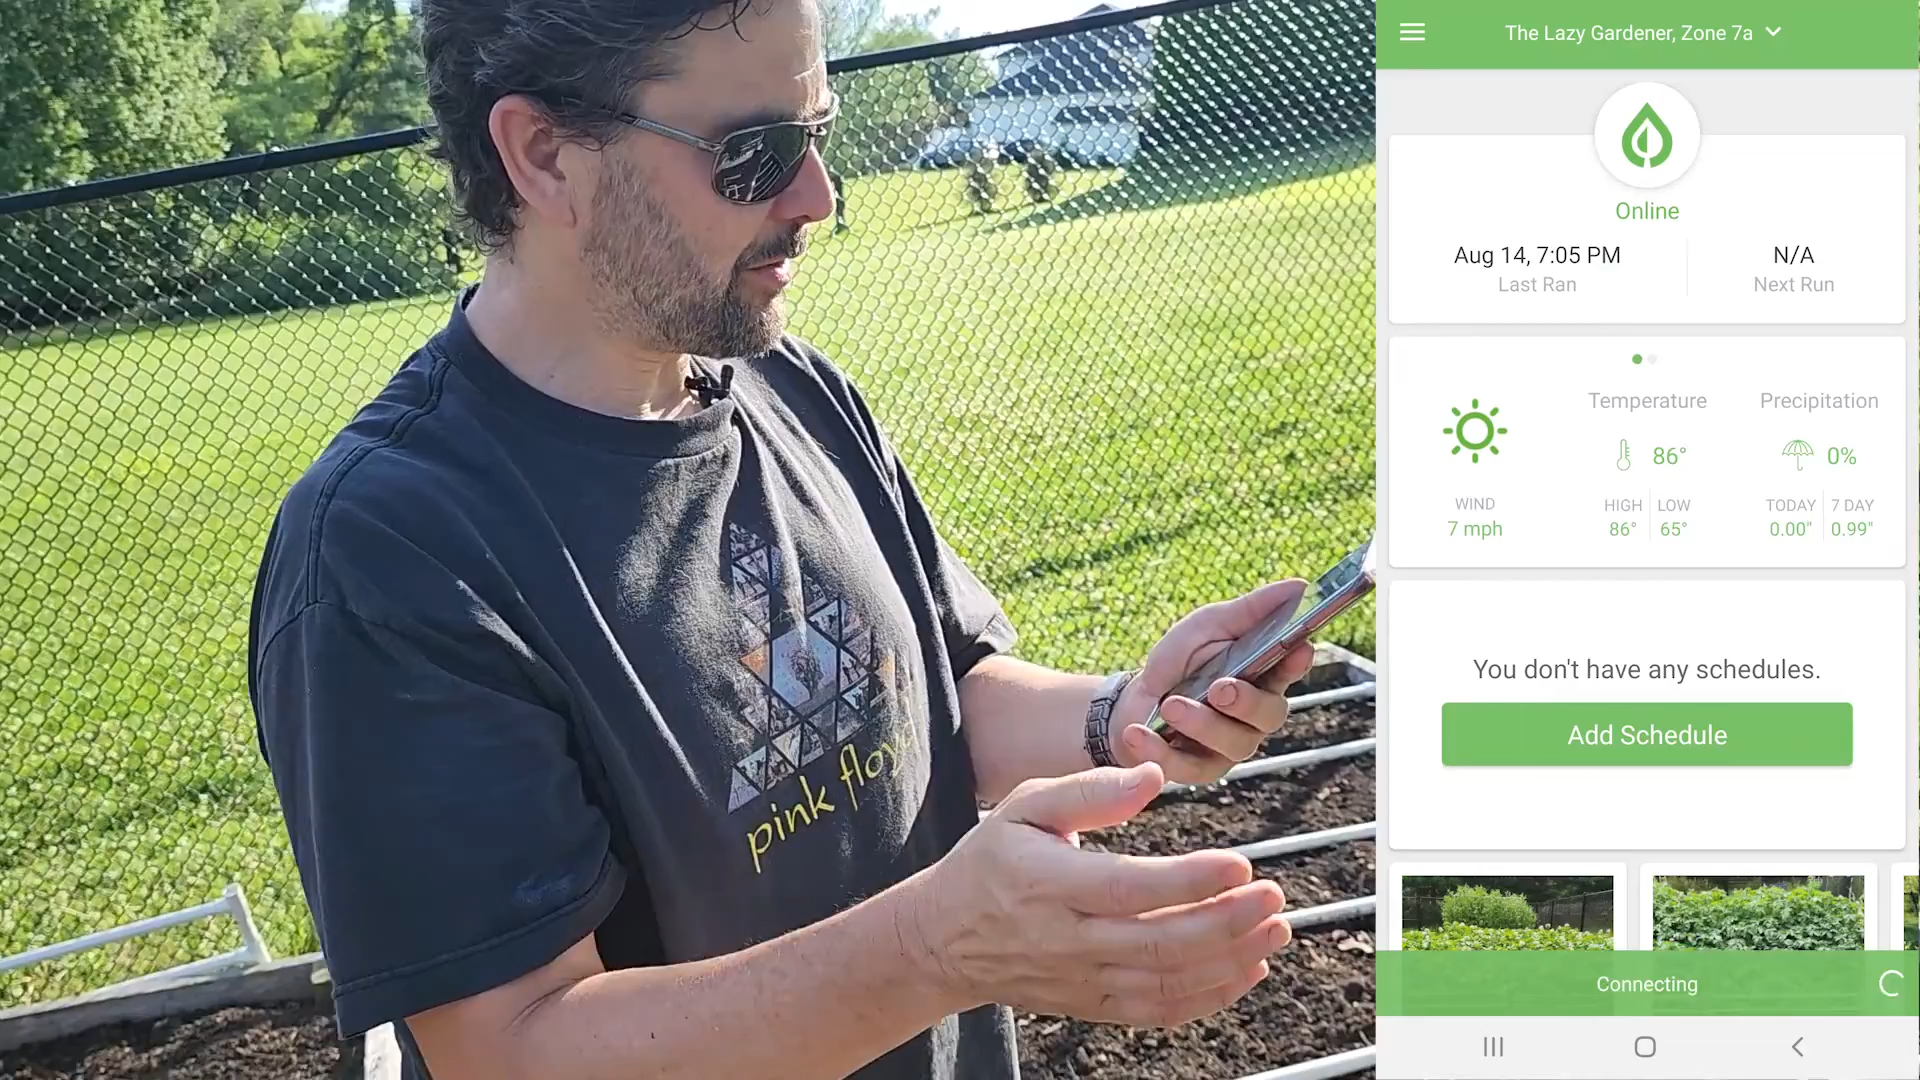 pink floyd
The Lazy Gardener, Zone 7a
Online
Aug 14, 7:05 PM
Last Ran
N/A
Next Run
Temperature
Precipitation
86°
0%
WIND
7 mph
HIGH
LOW
86°
65°
TODAY
7 DAY
0.00"
0.99"
You don't have any schedules.
Add Schedule
Connecting